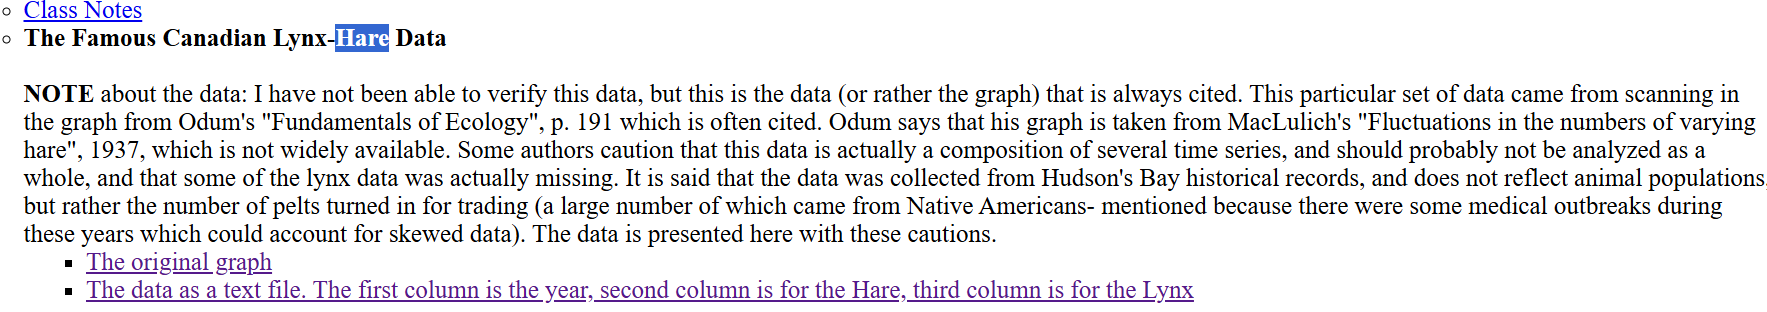 Class Notes
The Famous Canadian Lynx-Hare Data
NOTE about the data: I have not been able to verify this data, but this is the data (or rather the graph) that is always cited. This particular set of data came from scanning in
the graph from Odum's "Fundamentals of Ecology", p. 191 which is often cited. Odum says that his graph is taken from MacLulich's "Fluctuations in the numbers of varying
hare", 1937, which is not widely available. Some authors caution that this data is actually a composition of several time series, and should probably not be analyzed as a
whole, and that some of the lynx data was actually missing. It is said that the data was collected from Hudson's Bay historical records, and does not reflect animal populations,
but rather the number of pelts turned in for trading (a large number of which came from Native Americans- mentioned because there were some medical outbreaks during
these years which could account for skewed data). The data is presented here with these cautions.
The original graph
The data as a text file. The first column is the year, second column is for the Hare, third column is for the Lynx